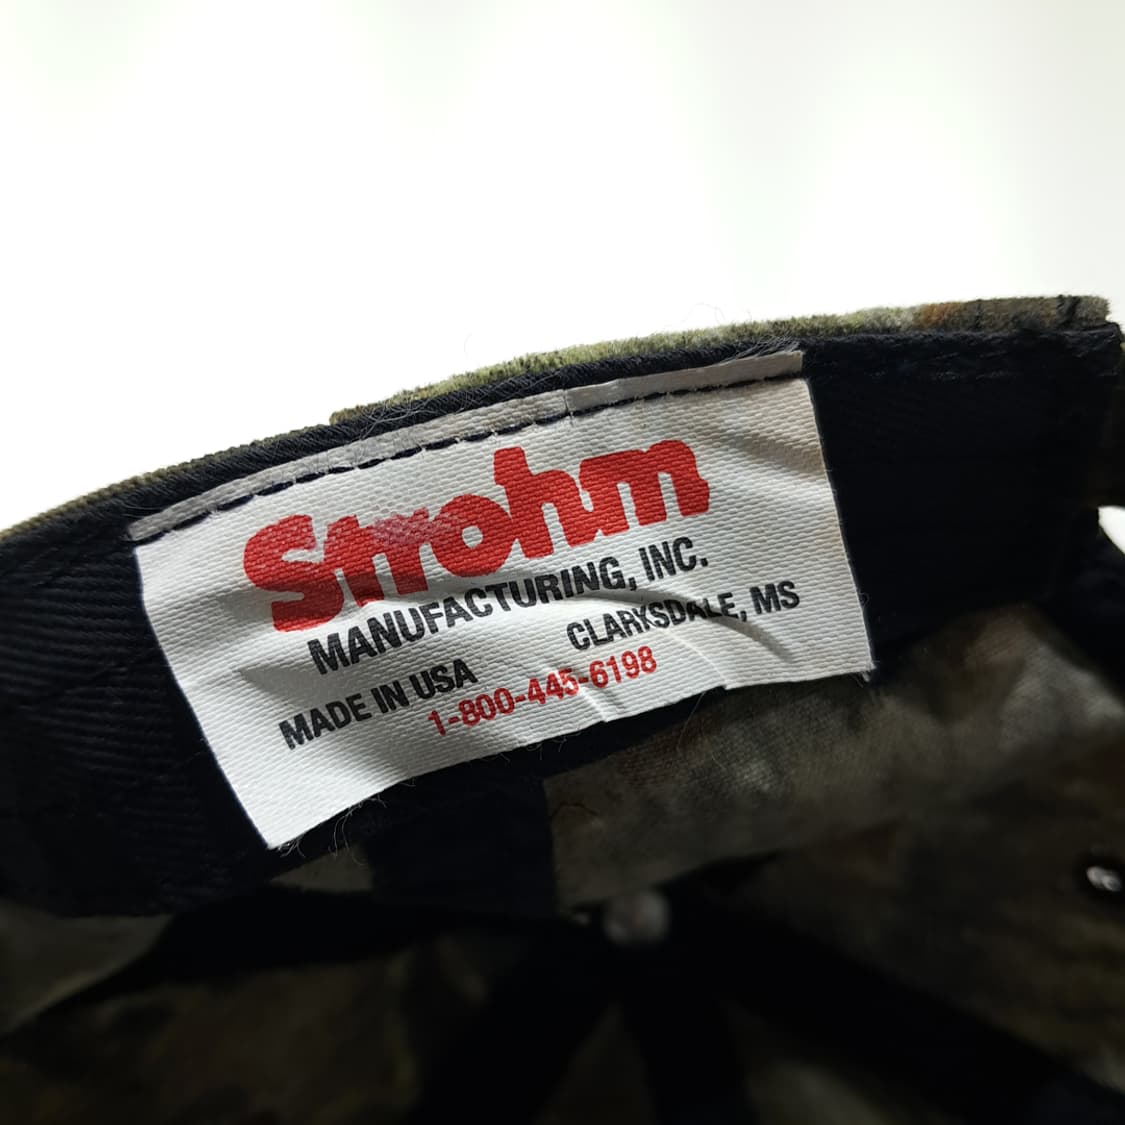 Strohm
MANUFACTURING, INC.
CLARKSDALE, MS
MADE IN USA
1-800-445-6198